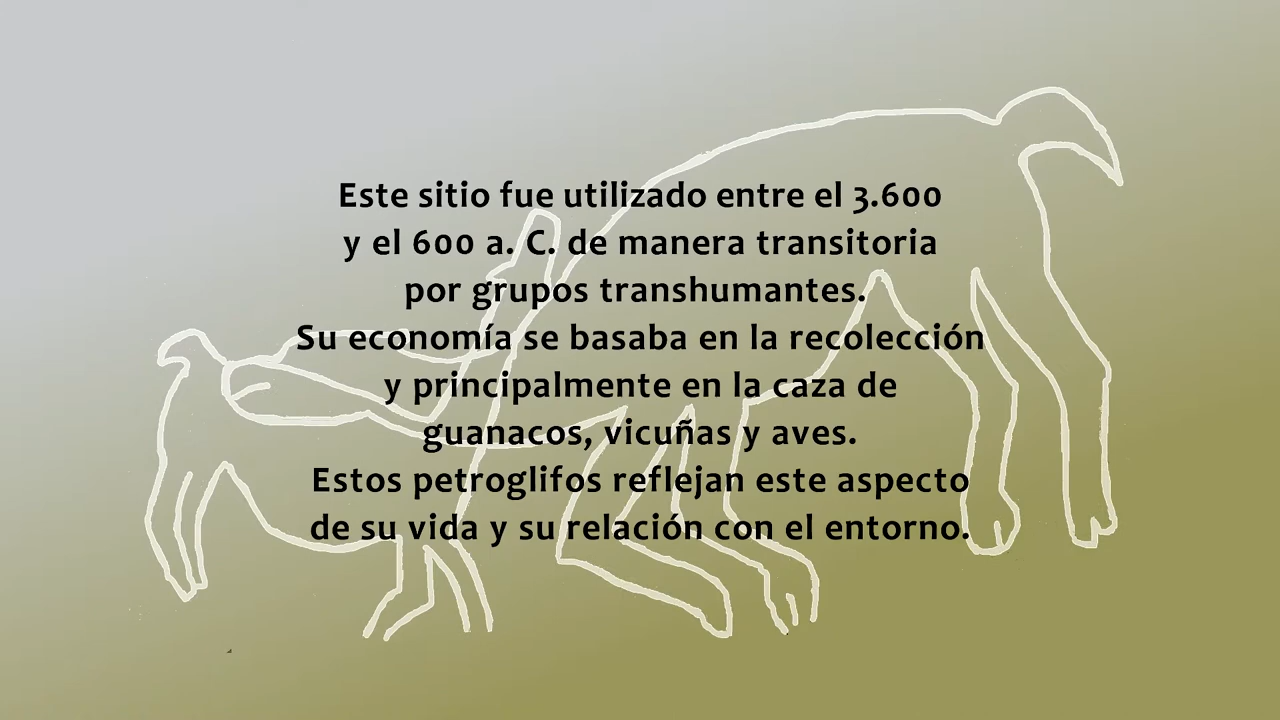 Este sitio fue utilizado entre el 3.600
y el 600 a. C. de manera transitoria
por grupos transhumantes.
Su economía se basaba en la recolección
y principalmente en la caza de
guanacos, vicuñas y aves.
Estos petroglifos reflejan este aspecto
de su vida y su relación con el entorno.